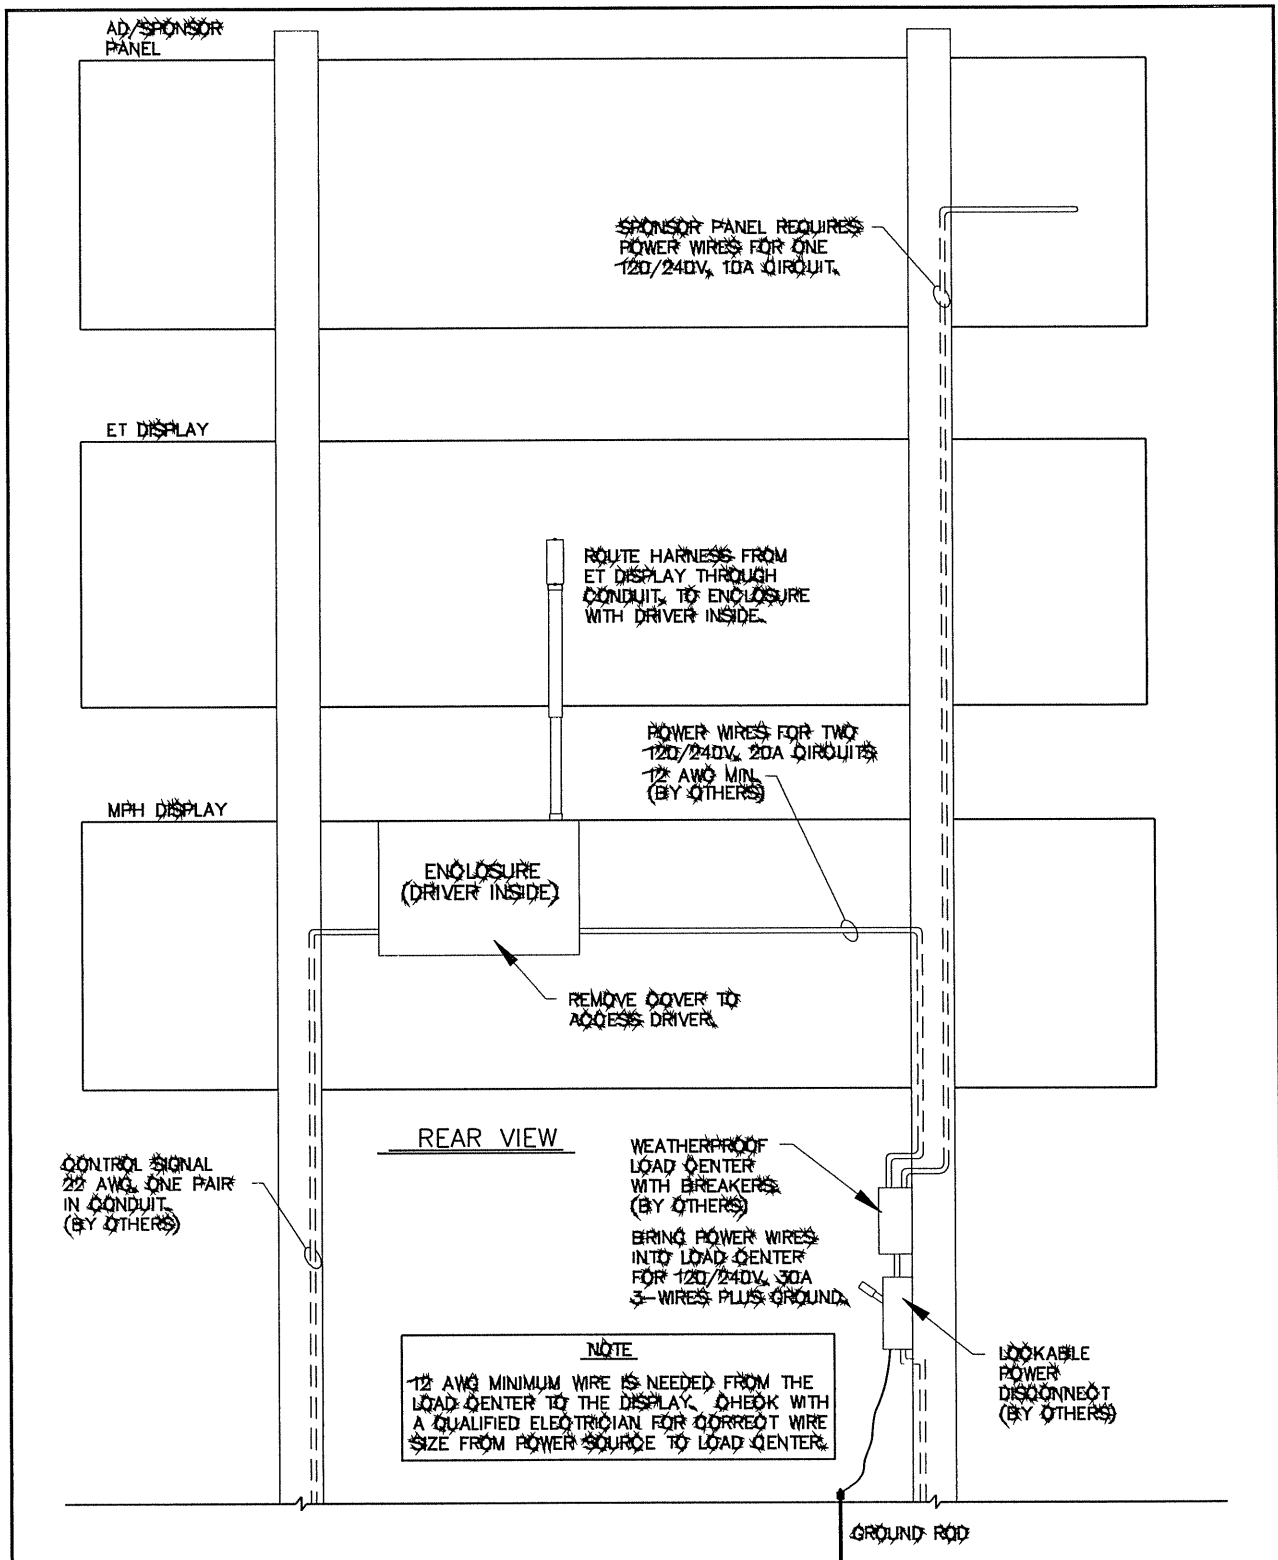 AD/SPONSOR
PANEL
SPONSOR PANEL REQUIRES
POWER WIRES FOR ONE
120/240V, 10A CIRCUIT.
ET DISPLAY
ROUTE HARNESS FROM
ET DISPLAY THROUGH
CONDUIT, TO ENCLOSURE
WITH DRIVER INSIDE.
POWER WIRES FOR TWO
120/240V, 20A CIRCUITS
12 AWG MIN.
(BY OTHERS)
MPH DISPLAY
ENCLOSURE
(DRIVER INSIDE)
REMOVE COVER TO
ACCESS DRIVER.
REAR VIEW
CONTROL SIGNAL
22 AWG, ONE PAIR
IN CONDUIT.
(BY OTHERS)
WEATHERPROOF
LOAD CENTER
WITH BREAKERS.
(BY OTHERS)
BRING POWER WIRES
INTO LOAD CENTER
FOR 120/240V, 30A
3-WIRES PLUS GROUND.
NOTE
12 AWG MINIMUM WIRE IS NEEDED FROM THE
LOAD CENTER TO THE DISPLAY. CHECK WITH
A QUALIFIED ELECTRICIAN FOR CORRECT WIRE
SIZE FROM POWER SOURCE TO LOAD CENTER.
LOCKABLE
POWER
DISCONNECT
(BY OTHERS)
GROUND ROD